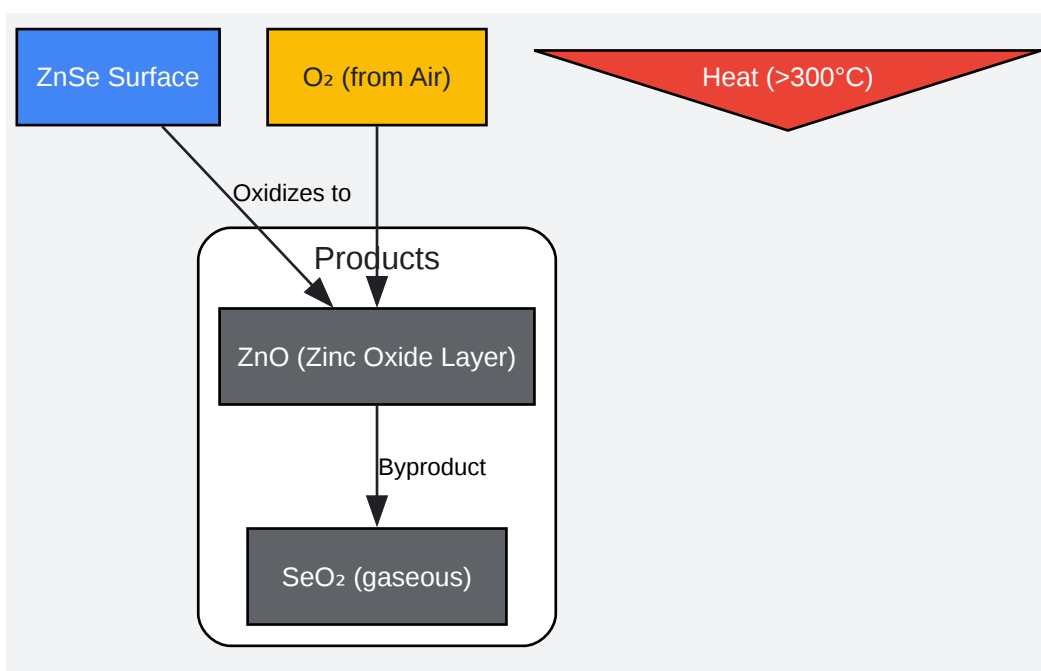 ZnSe Surface
O₂ (from Air)
Heat (>300°C)
Oxidizes to
Products
ZnO (Zinc Oxide Layer)
Byproduct
SeO₂ (gaseous)